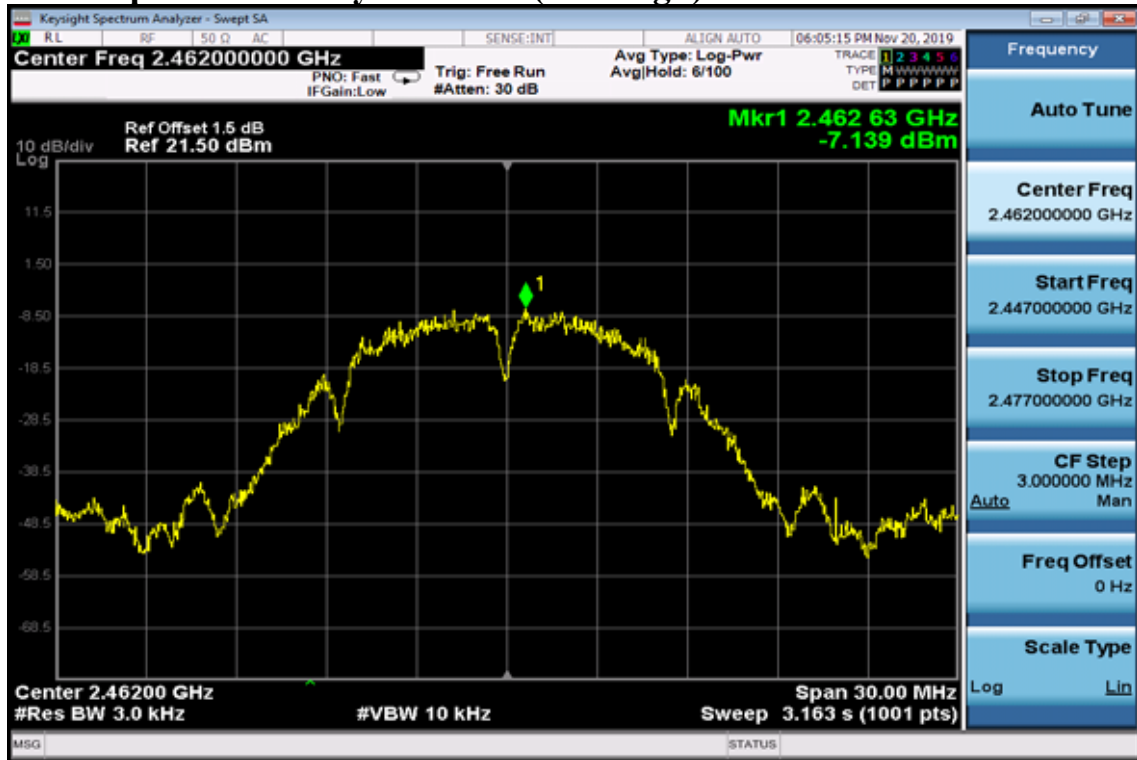 Keysight Spectrum Analyzer - Swept SA
LXI RL RF 50 Ω AC SENSE:INT ALIGN AUTO 06:05:15 PM Nov 20, 2019
Center Freq 2.462000000 GHz
PNO: Fast
IFGain:Low
Trig: Free Run
#Atten: 30 dB
Avg Type: Log-Pwr
Avg|Hold: 6/100
TRACE 1 2 3 4 5 6
TYPE M WWWWW
DET P P P P P P
Mkr1 2.462 63 GHz
-7.139 dBm
Ref Offset 1.5 dB
10 dB/div Ref 21.50 dBm
Log
1
11.5
1.50
-8.50
-18.5
-28.5
-38.5
-48.5
-58.5
-68.5
Center 2.46200 GHz Span 30.00 MHz
#Res BW 3.0 kHz #VBW 10 kHz Sweep 3.163 s (1001 pts)
MSG STATUS
Frequency
Auto Tune
Center Freq
2.462000000 GHz
Start Freq
2.447000000 GHz
Stop Freq
2.477000000 GHz
CF Step
3.000000 MHz
Auto Man
Freq Offset
0 Hz
Scale Type
Log Lin